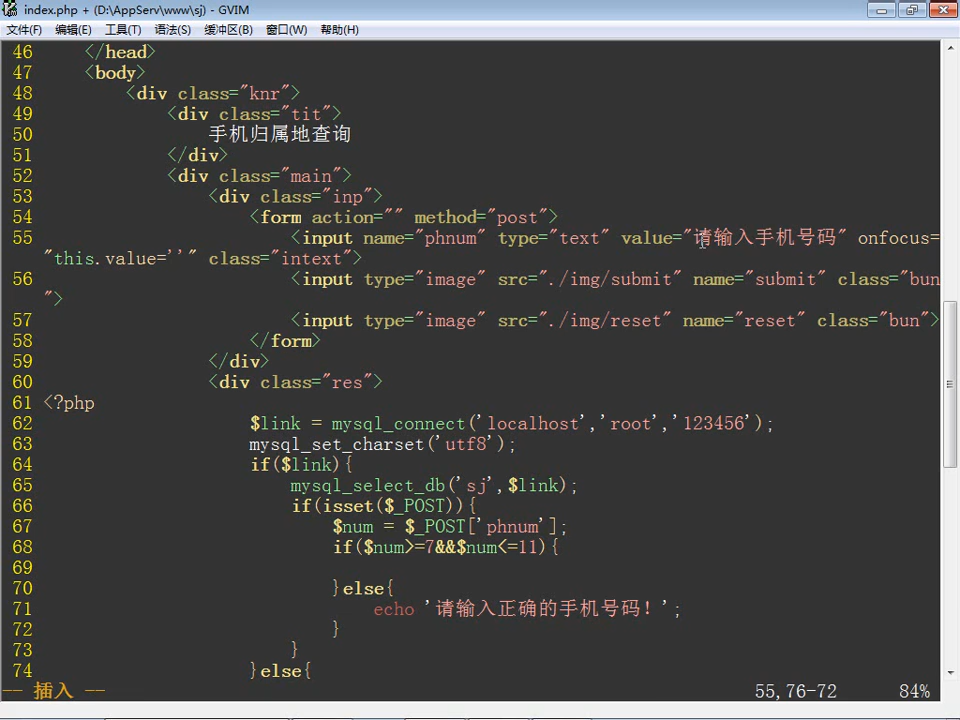 index.php + (D:\AppServ\www\sj) - GVIM
文件(F) 编辑(E) 工具(T) 语法(S) 缓冲区(B) 窗口(W) 帮助(H)
46 </head>
47 <body>
48 <div class="knr">
49 <div class="tit">
50 手机归属地查询
51 </div>
52 <div class="main">
53 <div class="inp">
54 <form action="" method="post">
55 <input name="phnum" type="text" value="请输入手机号码" onfocus=
"this.value=''" class="intext">
56 <input type="image" src="./img/submit" name="submit" class="bun
">
57 <input type="image" src="./img/reset" name="reset" class="bun">
58 </form>
59 </div>
60 <div class="res">
61 <?php
62 $link = mysql_connect('localhost','root','123456');
63 mysql_set_charset('utf8');
64 if($link){
65 mysql_select_db('sj',$link);
66 if(isset($_POST)){
67 $num = $_POST['phnum'];
68 if($num>=7&&$num<=11){
69
70 }else{
71 echo '请输入正确的手机号码！';
72 }
73 }
74 }else{
-- 插入 -- 55,76-72 84%